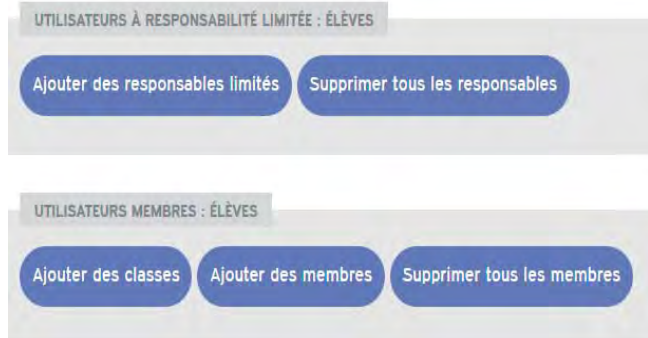 UTILISATEURS À RESPONSABILITÉ LIMITÉE : ÉLÈVES
Ajouter des responsables limités Supprimer tous les responsables
UTILISATEURS MEMBRES : ÉLÈVES
Ajouter des classes Ajouter des membres Supprimer tous les membres